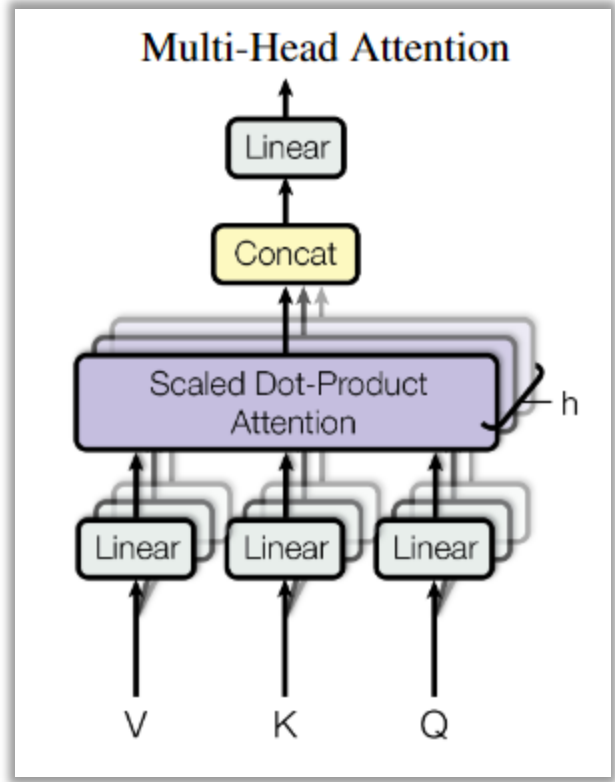 Multi-Head Attention
Linear
Concat
Scaled Dot-Product
Attention
h
Linear
Linear
Linear
V
K
Q